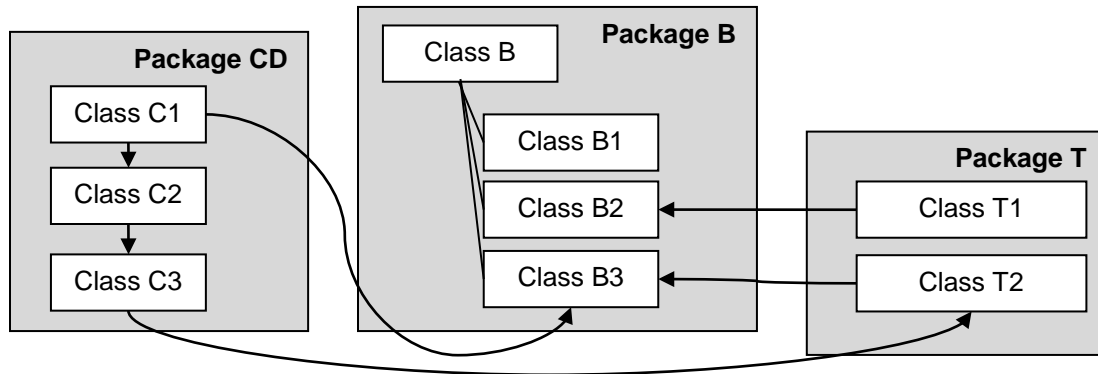 Package CD
Class C1
Class C2
Class C3
Package B
Class B
Class B1
Class B2
Class B3
Package T
Class T1
Class T2